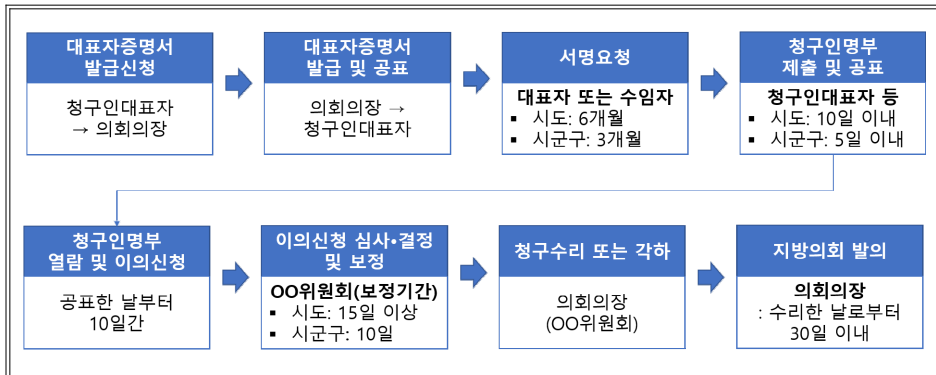 대표자증명서
발급신청
청구인대표자
→ 의회의장
대표자증명서
발급 및 공표
의회의장 →
청구인대표자
서명요청
대표자 또는 수임자
▪ 시도: 6개월
▪ 시군구: 3개월
청구인명부
제출 및 공표
청구인대표자 등
▪ 시도: 10일 이내
▪ 시군구: 5일 이내
청구인명부
열람 및 이의신청
공표한 날부터
10일간
이의신청 심사•결정
및 보정
OO위원회(보정기간)
▪ 시도: 15일 이상
▪ 시군구: 10일
청구수리 또는 각하
의회의장
(OO위원회)
지방의회 발의
의회의장
: 수리한 날로부터
30일 이내